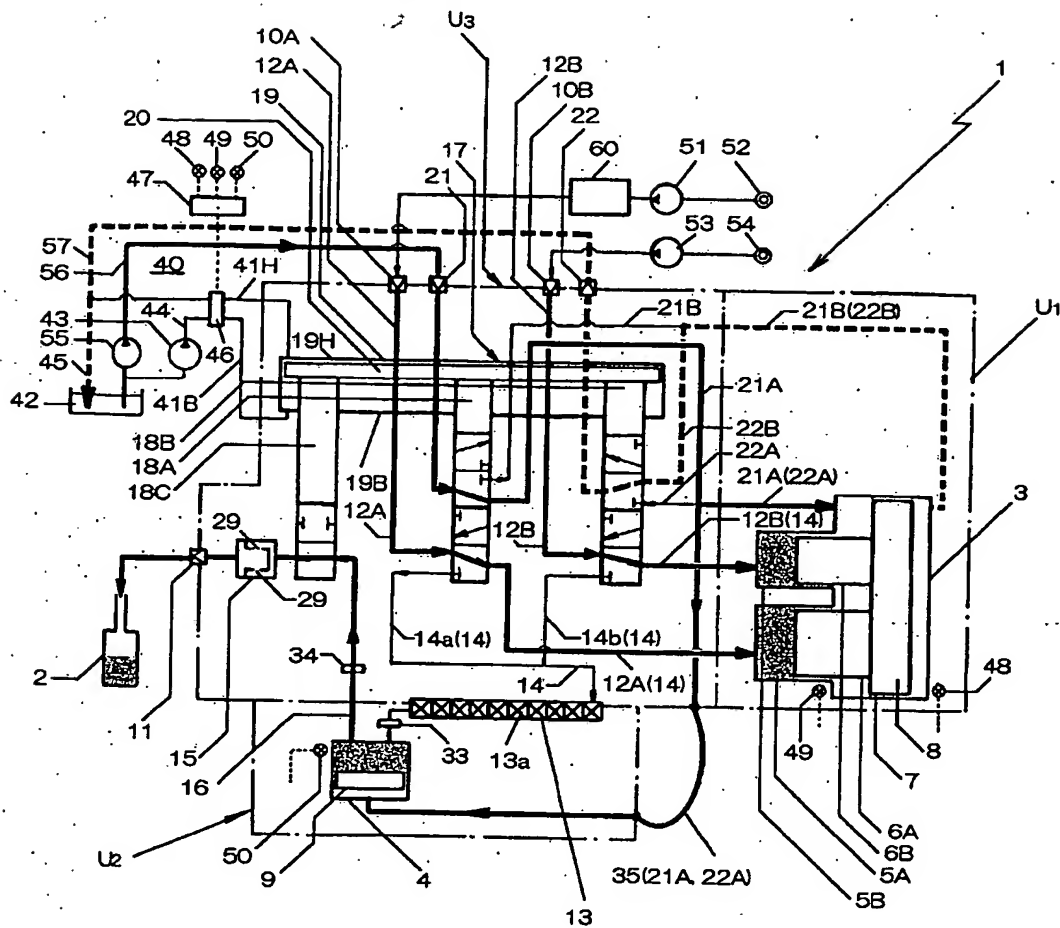 10A
U3
12A
12B
19
10B
1
20
22
48
49
50
17
60
51
52
47
21
53
54
57
56
40
41H
21B
21B(22B)
U1
43
44
19H
55
46
45
21A
42
41B
22B
18B
22A
18A
19B
21A(22A)
18C
12B(14)
3
12A
12B
29
29
14a(14)
14b(14)
2
34
14
12A(14)
48
11
33
49
15
13a
8
16
7
6A
50
6B
U2
9
4
35(21A, 22A)
5A
13
5B